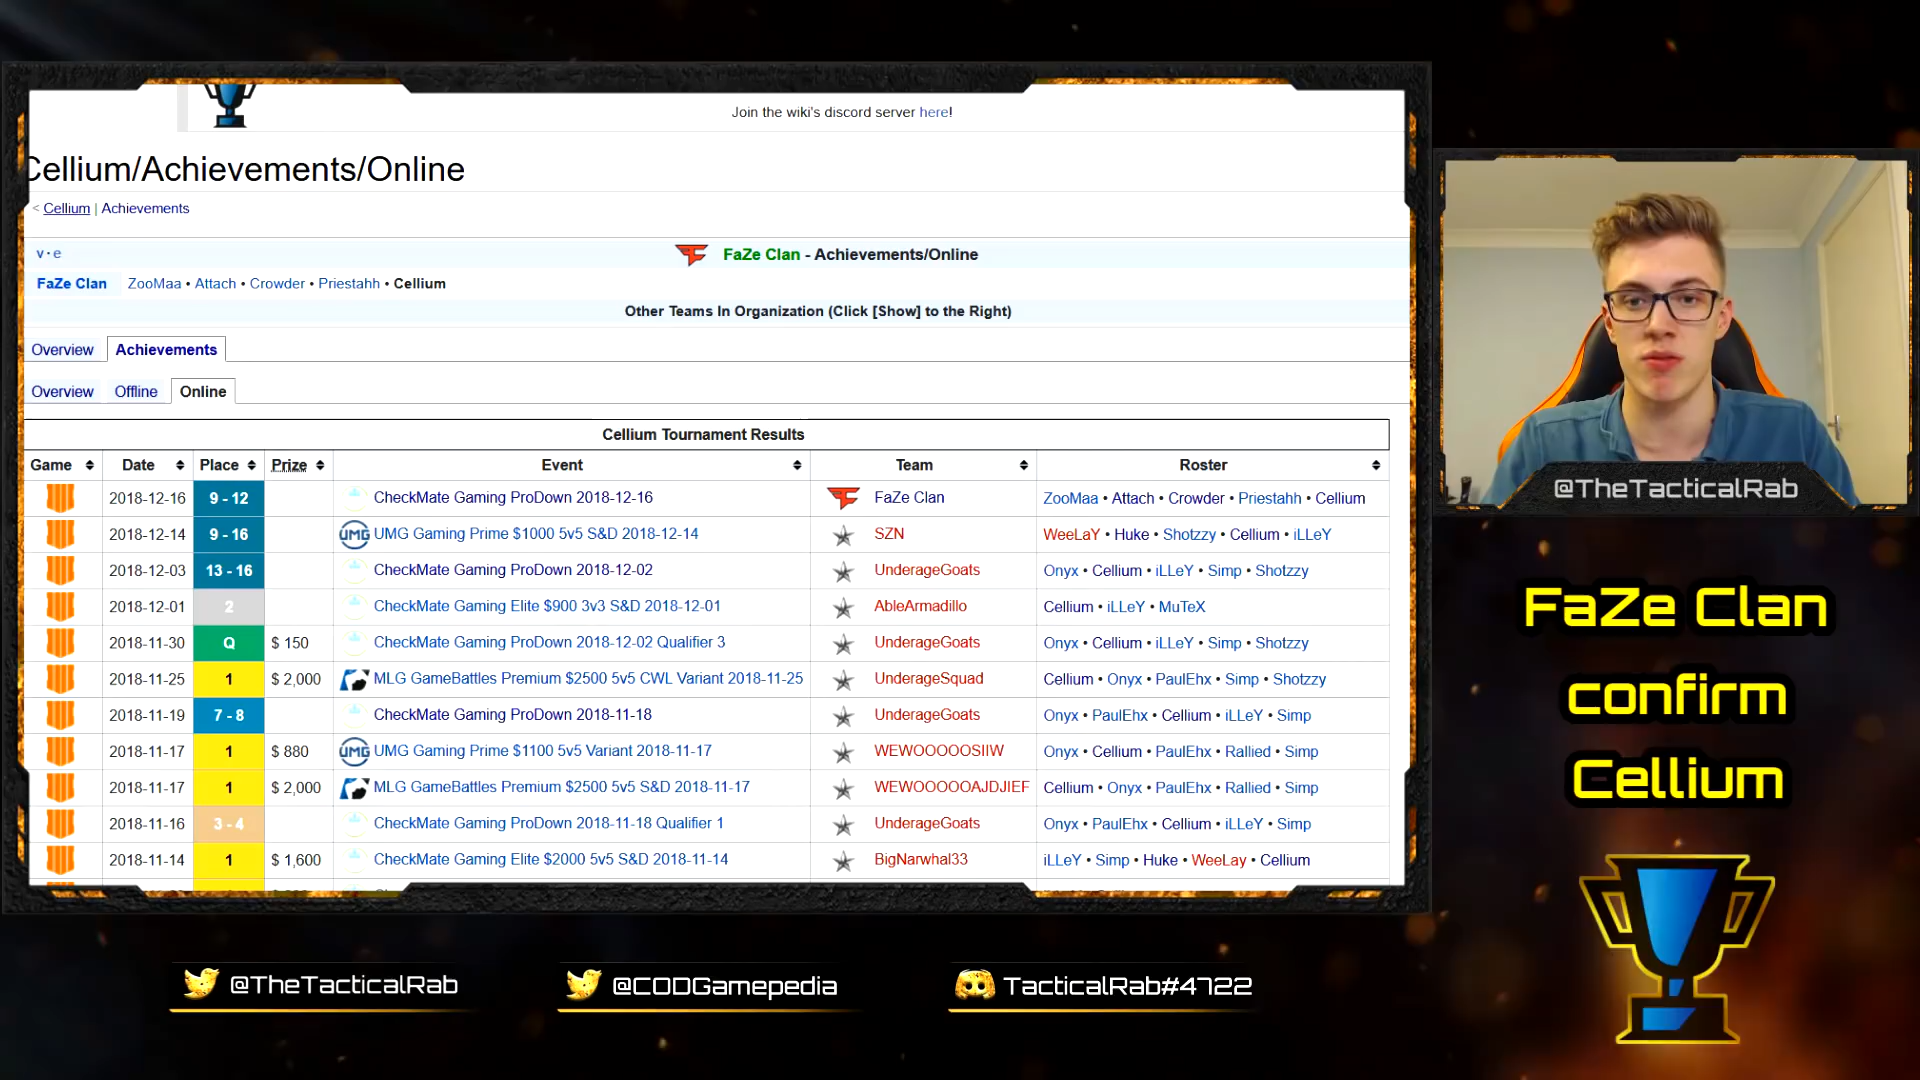 Join the wiki's discord server here!
Cellium/Achievements/Online
< Cellium | Achievements
v · e
FaZe Clan - Achievements/Online
FaZe Clan ZooMaa • Attach • Crowder • Priestahh • Cellium
Other Teams In Organization (Click [Show] to the Right)
Overview Achievements
Overview Offline Online
Cellium Tournament Results
Game Date Place Prize Event Team Roster
2018-12-16 9 - 12 CheckMate Gaming ProDown 2018-12-16 FaZe Clan ZooMaa • Attach • Crowder • Priestahh • Cellium
2018-12-14 9 - 16 UMG UMG Gaming Prime $1000 5v5 S&D 2018-12-14 SZN WeeLaY • Huke • Shotzzy • Cellium • iLLeY
2018-12-03 13 - 16 CheckMate Gaming ProDown 2018-12-02 UnderageGoats Onyx • Cellium • iLLeY • Simp • Shotzzy
2018-12-01 2 CheckMate Gaming Elite $900 3v3 S&D 2018-12-01 AbleArmadillo Cellium • iLLeY • MuTeX
2018-11-30 Q $ 150 CheckMate Gaming ProDown 2018-12-02 Qualifier 3 UnderageGoats Onyx • Cellium • iLLeY • Simp • Shotzzy
2018-11-25 1 $ 2,000 MLG GameBattles Premium $2500 5v5 CWL Variant 2018-11-25 UnderageSquad Cellium • Onyx • PaulEhx • Simp • Shotzzy
2018-11-19 7 - 8 CheckMate Gaming ProDown 2018-11-18 UnderageGoats Onyx • PaulEhx • Cellium • iLLeY • Simp
2018-11-17 1 $ 880 UMG UMG Gaming Prime $1100 5v5 Variant 2018-11-17 WEWOOOOOSIIW Onyx • Cellium • PaulEhx • Rallied • Simp
2018-11-17 1 $ 2,000 MLG GameBattles Premium $2500 5v5 S&D 2018-11-17 WEWOOOOOAJDJIEF Cellium • Onyx • PaulEhx • Rallied • Simp
2018-11-16 3 - 4 CheckMate Gaming ProDown 2018-11-18 Qualifier 1 UnderageGoats Onyx • PaulEhx • Cellium • iLLeY • Simp
2018-11-14 1 $ 1,600 CheckMate Gaming Elite $2000 5v5 S&D 2018-11-14 BigNarwhal33 iLLeY • Simp • Huke • WeeLay • Cellium
@TheTacticalRab
FaZe Clan
confirm
Cellium
@TheTacticalRab
@CODGamepedia
TacticalRab#4722